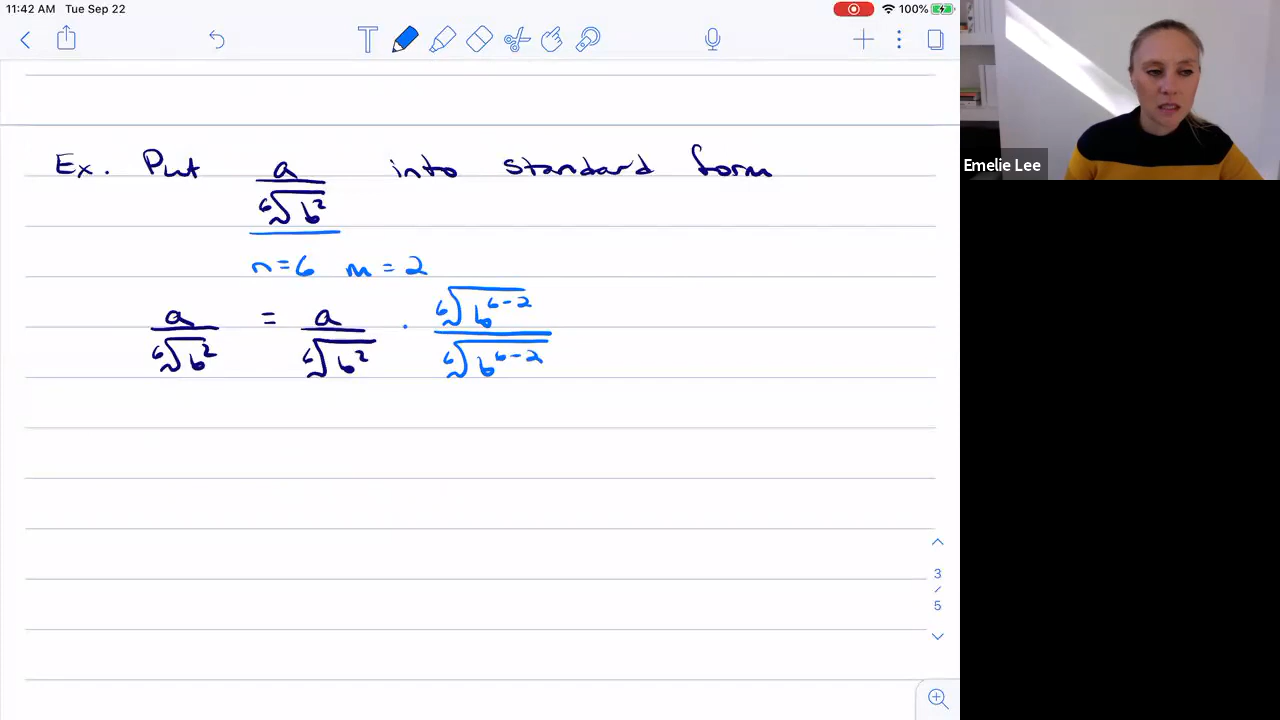 11:42 AM Tue Sep 22
100%
Ex. Put a/⁶√b² into standard form
n=6 m=2
a/⁶√b² = a/⁶√b² · ⁶√b⁶⁻²/⁶√b⁶⁻²
Emelie Lee
3
/
5